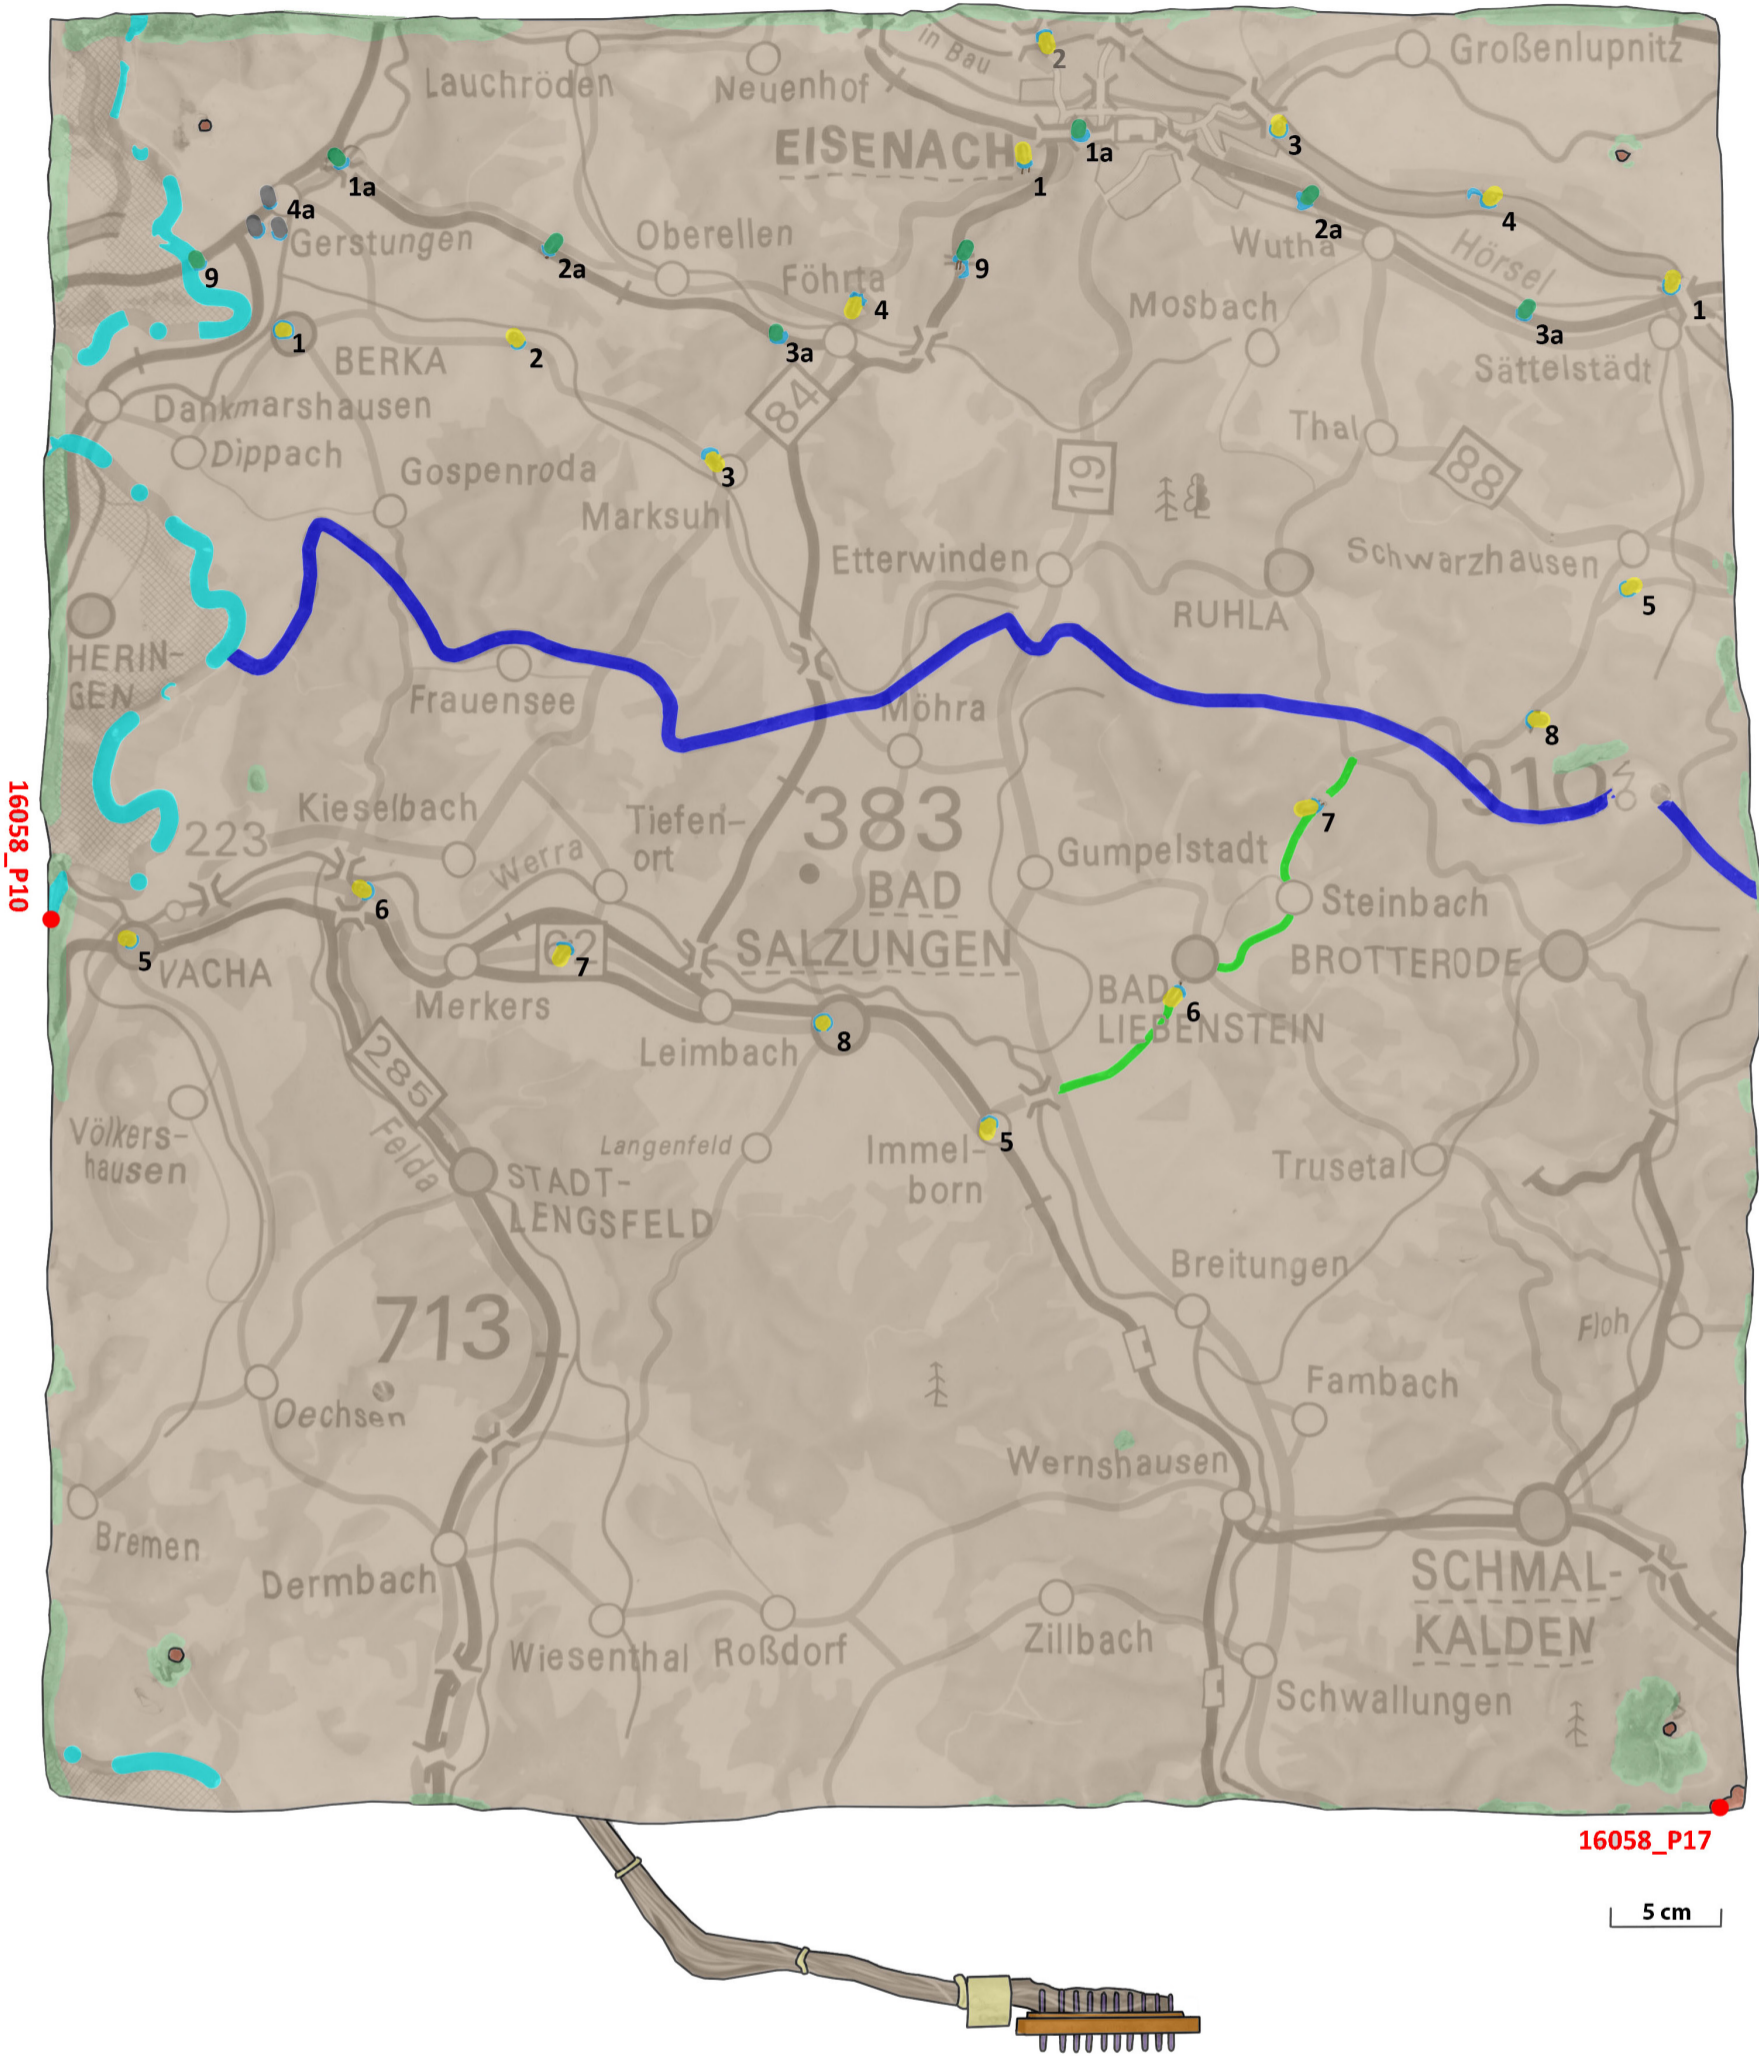 in Bau
2
Großenlupnitz
Lauchröden
Neuenhof
EISENACH
1a
3
1
1a
4a
Gerstungen
9
2a
Oberellen
Föhrta
4
9
Wutha
2a
4
Hörsel
Mosbach
1
3a
Sättelstädt
1
BERKA
2
3a
84
Dankmarshausen
Dippach
Gospenroda
3
Marksuhl
19
Thal
88
Etterwinden
Schwarzhausen
5
RUHLA
HERIN-
GEN
Frauensee
Möhra
8
910
16058_P10
223
Kieselbach
Tiefen-
ort
Werra
383
BAD
SALZUNGEN
7
Gumpelstadt
Steinbach
BROTTERODE
6
5
VACHA
62
7
Merkers
Leimbach
8
BAD
LIEBENSTEIN
6
285
Felda
Völkers-
hausen
STADT-
LENGSFELD
Langenfeld
Immel-
born
5
Trusetal
Breitungen
Floh
713
Oechsen
Fambach
Wernshausen
Bremen
Dermbach
Wiesenthal
Roßdorf
Zillbach
SCHMAL-
KALDEN
Schwallungen
16058_P17
5 cm